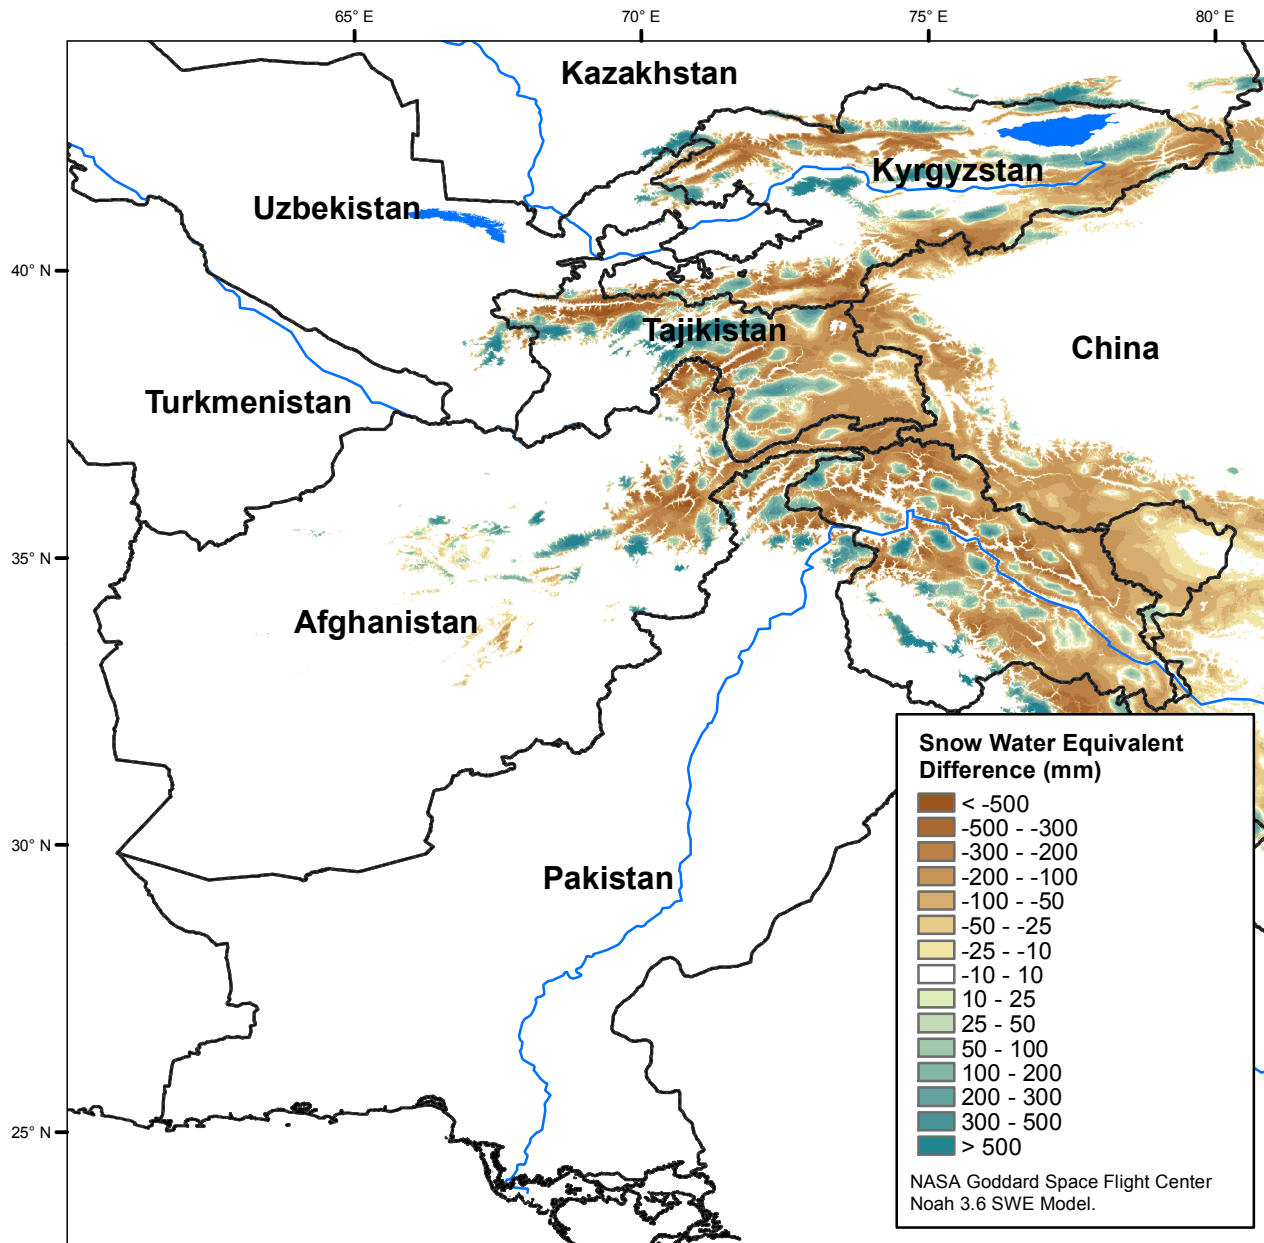 65° E
70° E
75° E
80° E
Kazakhstan
Kyrgyzstan
Uzbekistan
40° N
Tajikistan
China
Turkmenistan
35° N
Afghanistan
Snow Water Equivalent
Difference (mm)
< -500
-500 - -300
-300 - -200
-200 - -100
-100 - -50
-50 - -25
-25 - -10
-10 - 10
10 - 25
25 - 50
50 - 100
100 - 200
200 - 300
300 - 500
> 500
NASA Goddard Space Flight Center
Noah 3.6 SWE Model.
30° N
Pakistan
25° N